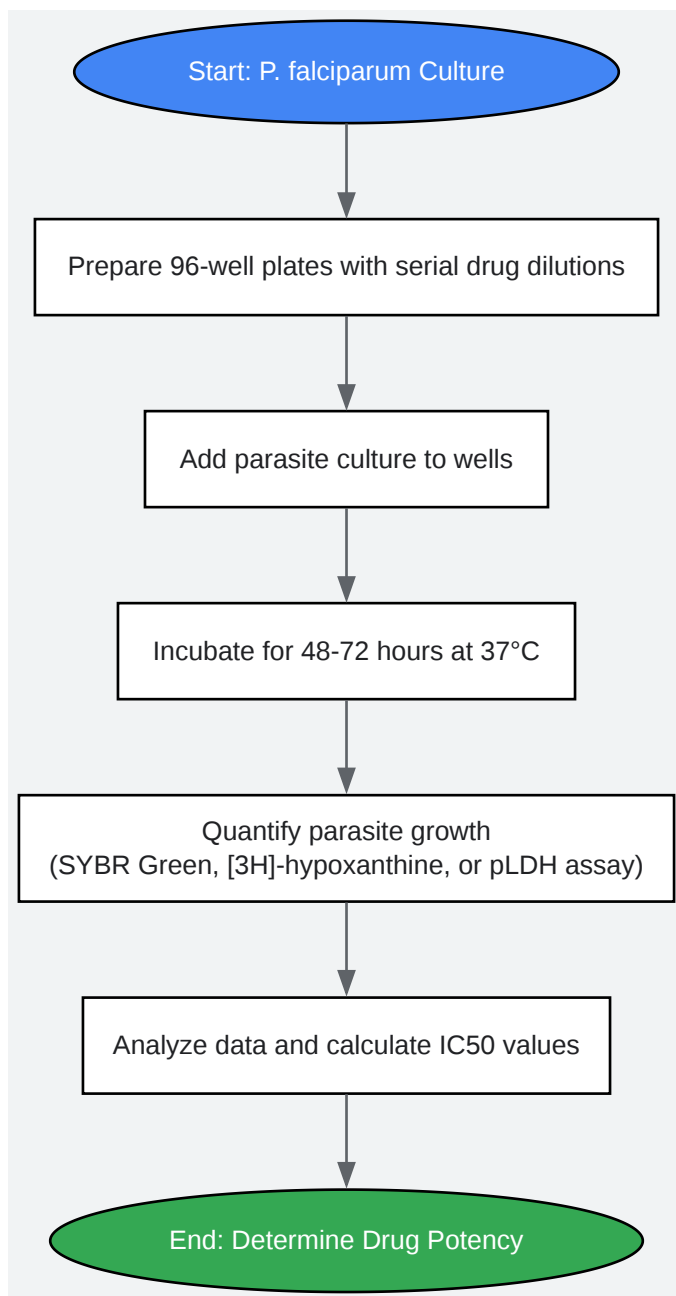 Start: P. falciparum Culture
Prepare 96-well plates with serial drug dilutions
Add parasite culture to wells
Incubate for 48-72 hours at 37°C
Quantify parasite growth
(SYBR Green, [3H]-hypoxanthine, or pLDH assay)
Analyze data and calculate IC50 values
End: Determine Drug Potency